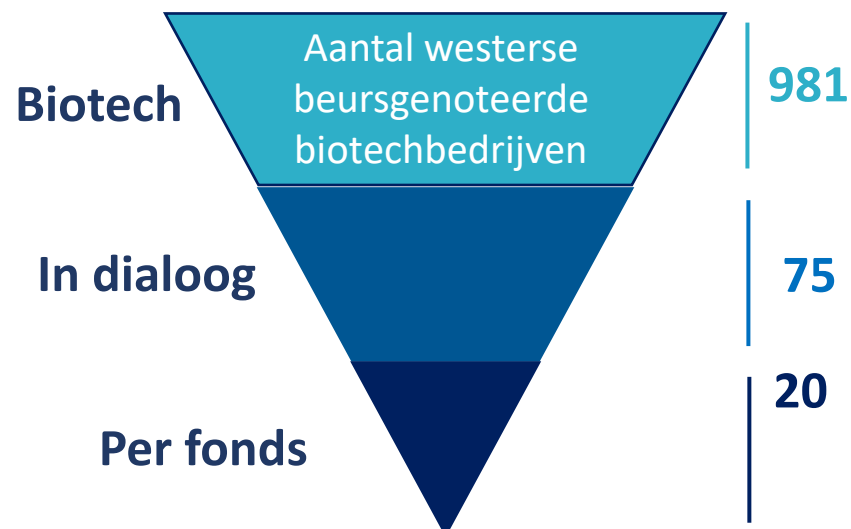 Biotech
Aantal westerse
beursgenoteerde
biotechbedrijven
981
In dialoog
75
Per fonds
20